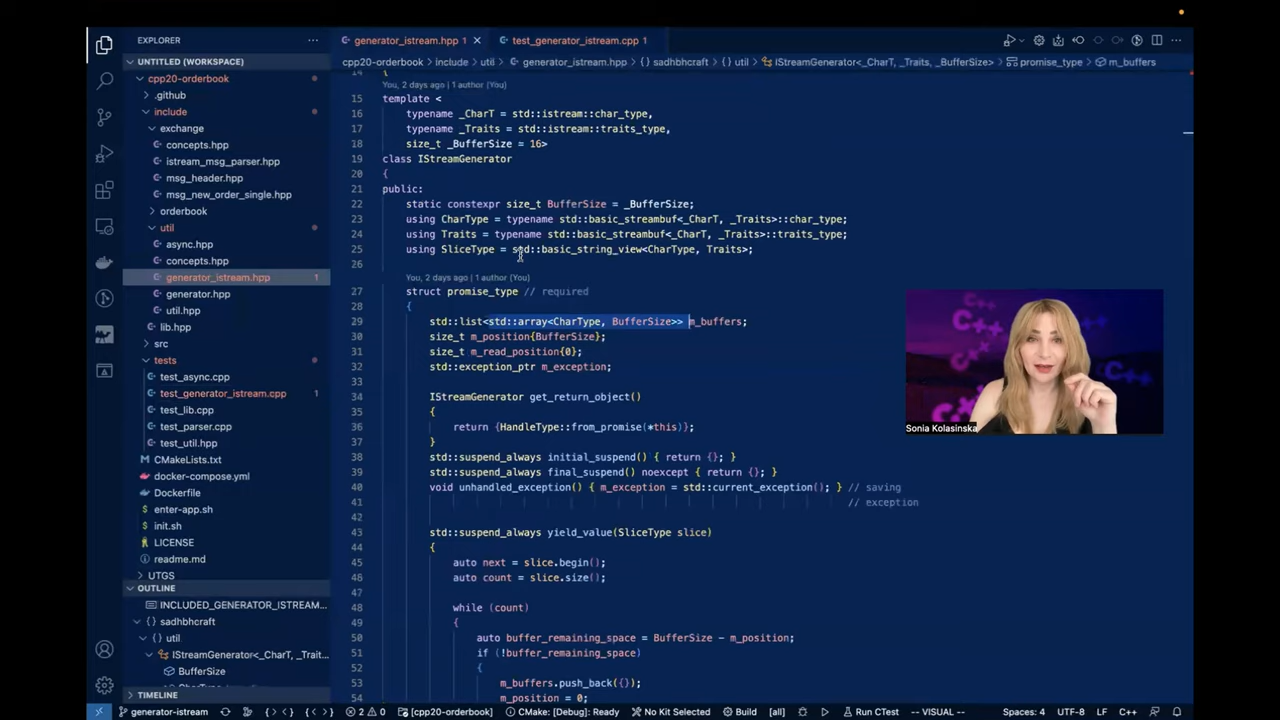 EXPLORER
UNTITLED (WORKSPACE)
cpp20-orderbook
.github
include
exchange
concepts.hpp
istream_msg_parser.hpp
msg_header.hpp
msg_new_order_single.hpp
orderbook
util
async.hpp
concepts.hpp
generator_istream.hpp 1
generator.hpp
util.hpp
lib.hpp
src
tests
test_async.cpp
test_generator_istream.cpp 1
test_lib.cpp
test_parser.cpp
test_util.hpp
CMakeLists.txt
docker-compose.yml
Dockerfile
enter-app.sh
init.sh
LICENSE
readme.md
UTGS
OUTLINE
INCLUDED_GENERATOR_ISTREAM...
sadhbhcraft
util
IStreamGenerator<_CharT, _Trait...
BufferSize
TIMELINE
generator_istream.hpp 1
test_generator_istream.cpp 1
cpp20-orderbook > include > util > generator_istream.hpp > {} sadhbhcraft > {} util > IStreamGenerator<_CharT, _Traits, _BufferSize> > promise_type > m_buffers
14 {
You, 2 days ago | 1 author (You)
15 template <
16 typename _CharT = std::istream::char_type,
17 typename _Traits = std::istream::traits_type,
18 size_t _BufferSize = 16>
19 class IStreamGenerator
20 {
21 public:
22 static constexpr size_t BufferSize = _BufferSize;
23 using CharType = typename std::basic_streambuf<_CharT, _Traits>::char_type;
24 using Traits = typename std::basic_streambuf<_CharT, _Traits>::traits_type;
25 using SliceType = std::basic_string_view<CharType, Traits>;
26
You, 2 days ago | 1 author (You)
27 struct promise_type // required
28 {
29 std::list<std::array<CharType, BufferSize>> m_buffers;
30 size_t m_position{BufferSize};
31 size_t m_read_position{0};
32 std::exception_ptr m_exception;
33
34 IStreamGenerator get_return_object()
35 {
36 return {HandleType::from_promise(*this)};
37 }
38 std::suspend_always initial_suspend() { return {}; }
39 std::suspend_always final_suspend() noexcept { return {}; }
40 void unhandled_exception() { m_exception = std::current_exception(); } // saving
41 // exception
42
43 std::suspend_always yield_value(SliceType slice)
44 {
45 auto next = slice.begin();
46 auto count = slice.size();
47
48 while (count)
49 {
50 auto buffer_remaining_space = BufferSize - m_position;
51 if (!buffer_remaining_space)
52 {
53 m_buffers.push_back({});
54 m_position = 0;
Sonia Kolasinska
generator-istream
2 0
[cpp20-orderbook]
CMake: [Debug]: Ready
No Kit Selected
Build
[all]
Run CTest
-- VISUAL --
Spaces: 4
UTF-8
LF
C++